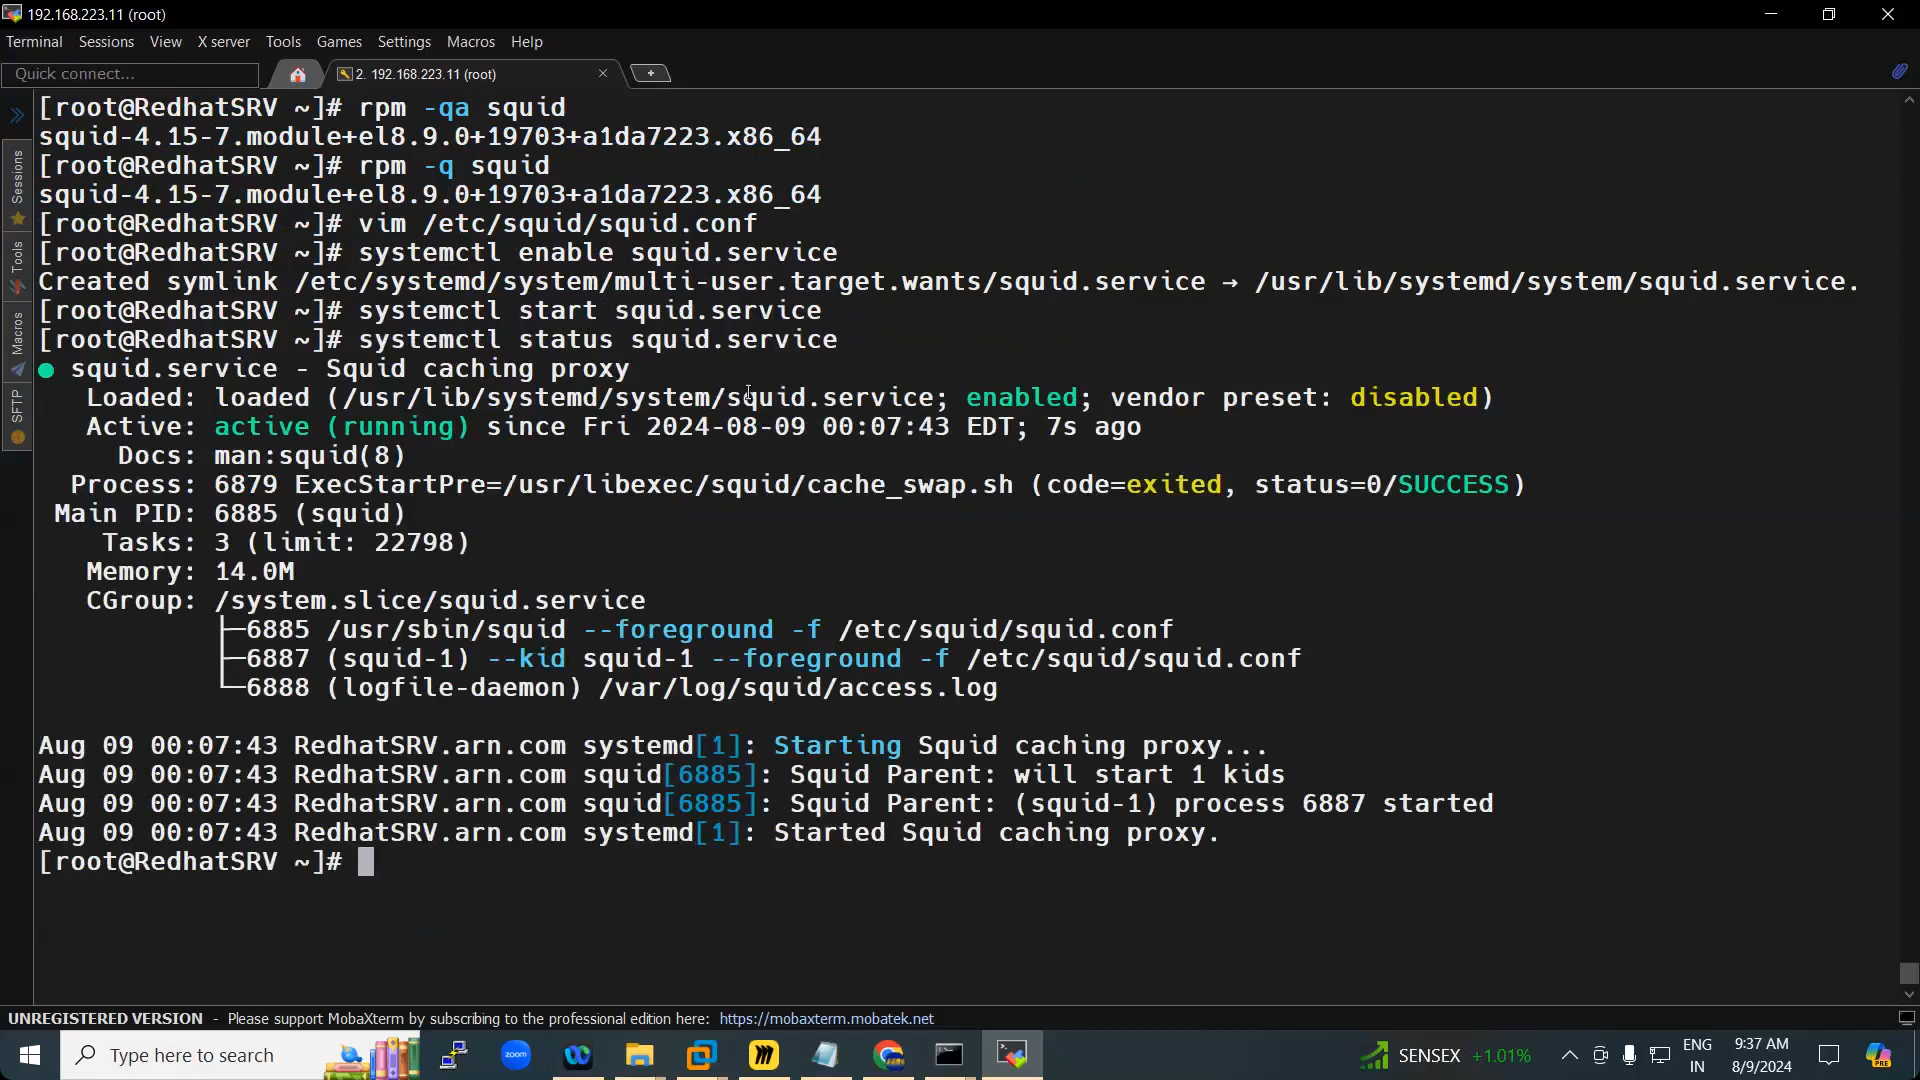 192.168.223.11 (root)
Terminal Sessions View X server Tools Games Settings Macros Help
Quick connect...
2. 192.168.223.11 (root)
Sessions
Tools
Macros
SFTP
[root@RedhatSRV ~]# rpm -qa squid
squid-4.15-7.module+el8.9.0+19703+a1da7223.x86_64
[root@RedhatSRV ~]# rpm -q squid
squid-4.15-7.module+el8.9.0+19703+a1da7223.x86_64
[root@RedhatSRV ~]# vim /etc/squid/squid.conf
[root@RedhatSRV ~]# systemctl enable squid.service
Created symlink /etc/systemd/system/multi-user.target.wants/squid.service → /usr/lib/systemd/system/squid.service.
[root@RedhatSRV ~]# systemctl start squid.service
[root@RedhatSRV ~]# systemctl status squid.service
● squid.service - Squid caching proxy
Loaded: loaded (/usr/lib/systemd/system/squid.service; enabled; vendor preset: disabled)
Active: active (running) since Fri 2024-08-09 00:07:43 EDT; 7s ago
Docs: man:squid(8)
Process: 6879 ExecStartPre=/usr/libexec/squid/cache_swap.sh (code=exited, status=0/SUCCESS)
Main PID: 6885 (squid)
Tasks: 3 (limit: 22798)
Memory: 14.0M
CGroup: /system.slice/squid.service
├─6885 /usr/sbin/squid --foreground -f /etc/squid/squid.conf
├─6887 (squid-1) --kid squid-1 --foreground -f /etc/squid/squid.conf
└─6888 (logfile-daemon) /var/log/squid/access.log
Aug 09 00:07:43 RedhatSRV.arn.com systemd[1]: Starting Squid caching proxy...
Aug 09 00:07:43 RedhatSRV.arn.com squid[6885]: Squid Parent: will start 1 kids
Aug 09 00:07:43 RedhatSRV.arn.com squid[6885]: Squid Parent: (squid-1) process 6887 started
Aug 09 00:07:43 RedhatSRV.arn.com systemd[1]: Started Squid caching proxy.
[root@RedhatSRV ~]#
UNREGISTERED VERSION - Please support MobaXterm by subscribing to the professional edition here: https://mobaxterm.mobatek.net
Type here to search
zoom
SENSEX +1.01%
ENG
IN
9:37 AM
8/9/2024
PRE